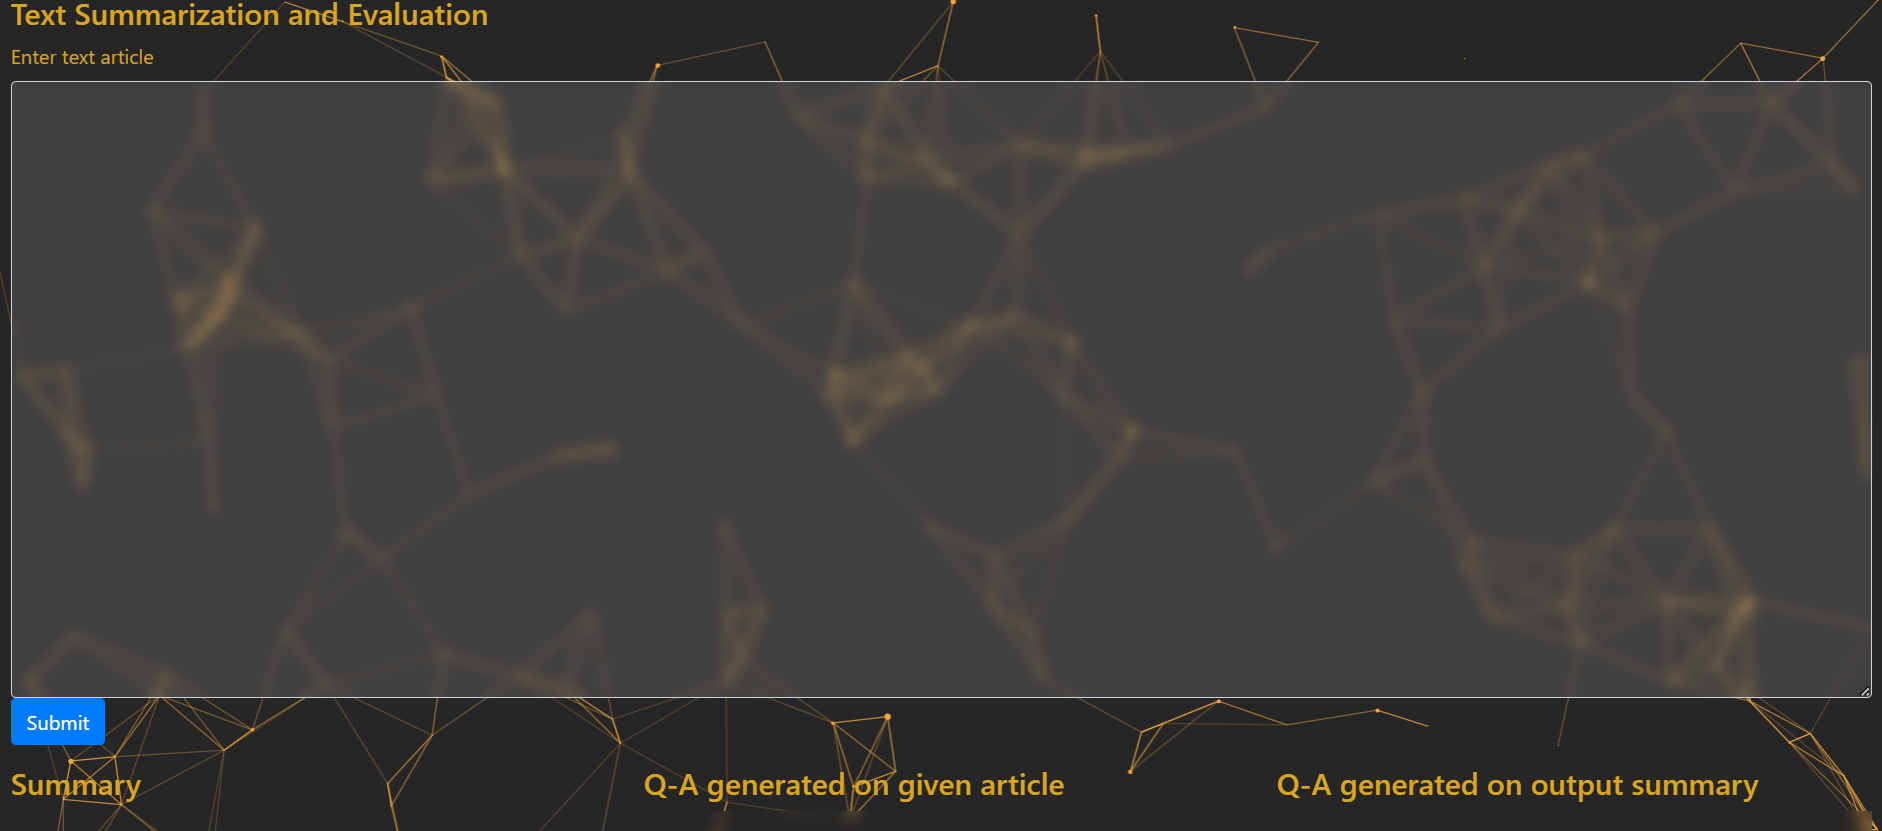 Text Summarization and Evaluation
Enter text article
Submit
Summary
Q-A generated on given article
Q-A generated on output summary